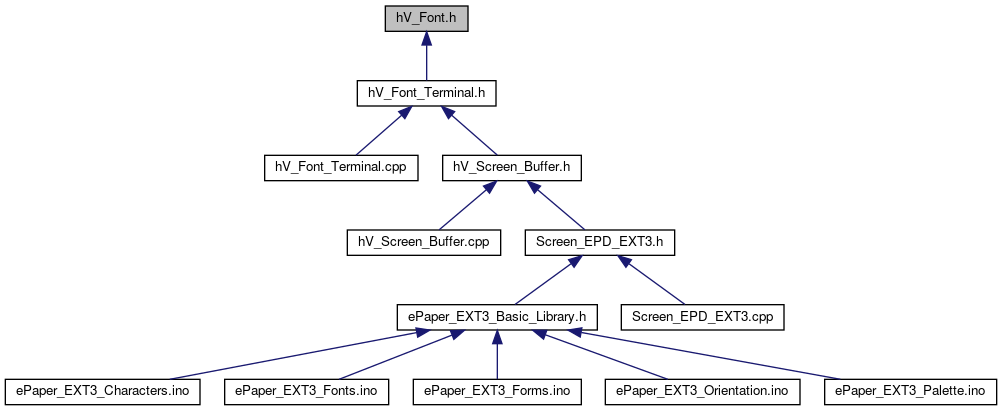 hV_Font.h
hV_Font_Terminal.h
hV_Font_Terminal.cpp
hV_Screen_Buffer.h
hV_Screen_Buffer.cpp
Screen_EPD_EXT3.h
ePaper_EXT3_Basic_Library.h
Screen_EPD_EXT3.cpp
ePaper_EXT3_Characters.ino
ePaper_EXT3_Fonts.ino
ePaper_EXT3_Forms.ino
ePaper_EXT3_Orientation.ino
ePaper_EXT3_Palette.ino